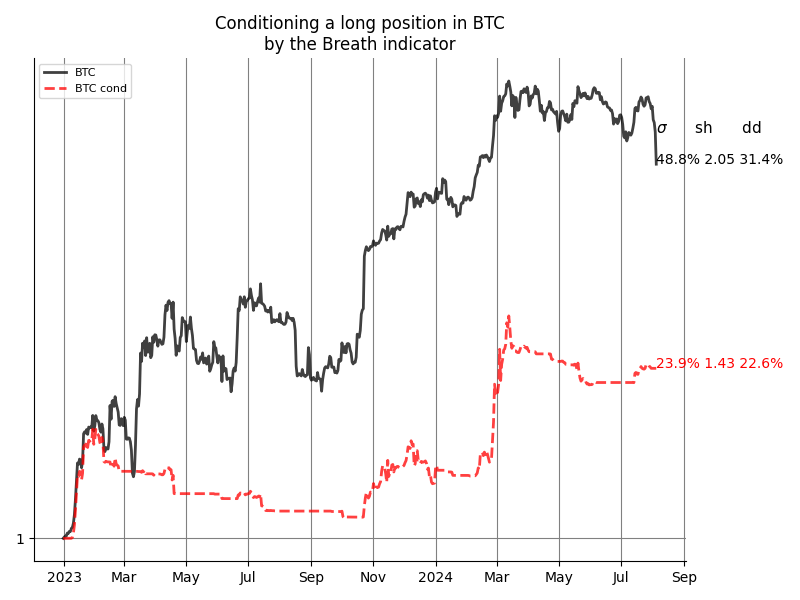 Conditioning a long position in BTC
by the Breath indicator
BTC
BTC cond
σ sh dd
48.8% 2.05 31.4%
23.9% 1.43 22.6%
1
2023 Mar May Jul Sep Nov 2024 Mar May Jul Sep